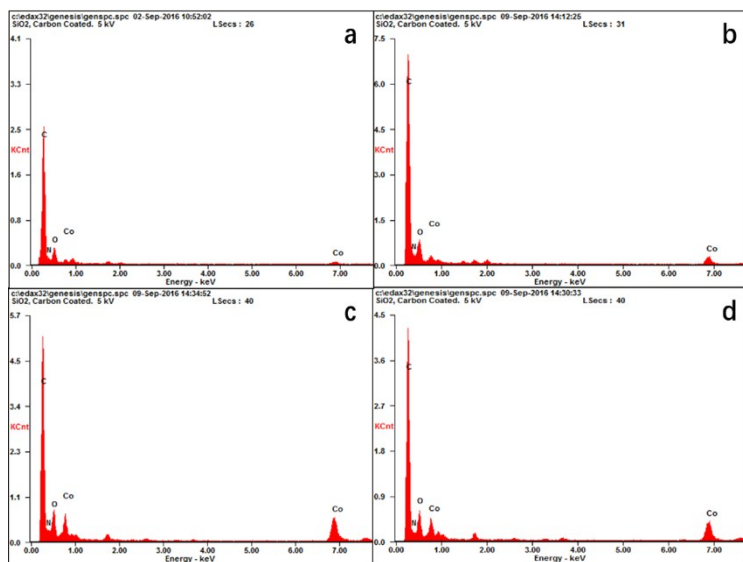 c:\edax32\genesis\genspc.spc 02-Sep-2016 10:52:02
SiO2, Carbon Coated. 5 kV LSecs : 26
a
4.1
3.3
2.5
KCnt
1.6
0.8
0.0
C
N
O
Co
Co
0.00 1.00 2.00 3.00 4.00 5.00 6.00 7.00
Energy - keV
c:\edax32\genesis\genspc.spc 09-Sep-2016 14:12:25
SiO2, Carbon Coated. 5 kV LSecs : 31
b
7.5
6.0
4.5
KCnt
3.0
1.5
0.0
C
N
O
Co
Co
0.00 1.00 2.00 3.00 4.00 5.00 6.00 7.00
Energy - keV
c:\edax32\genesis\genspc.spc 09-Sep-2016 14:34:52
SiO2, Carbon Coated. 5 kV LSecs : 40
c
5.7
4.5
3.4
KCnt
2.3
1.1
0.0
C
N
O
Co
Co
0.00 1.00 2.00 3.00 4.00 5.00 6.00 7.00
Energy - keV
c:\edax32\genesis\genspc.spc 09-Sep-2016 14:30:33
SiO2, Carbon Coated. 5 kV LSecs : 40
d
4.5
3.6
2.7
KCnt
1.8
0.9
0.0
C
N
O
Co
Co
0.00 1.00 2.00 3.00 4.00 5.00 6.00 7.00
Energy - keV